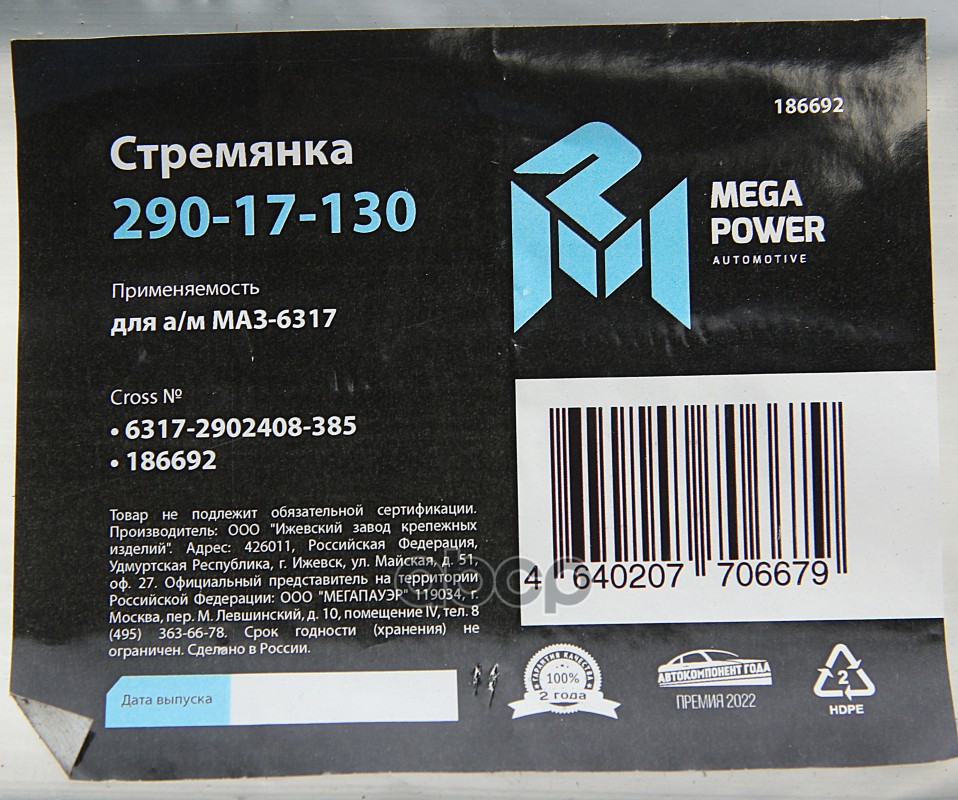 186692
Стремянка
290-17-130
MEGA
POWER
AUTOMOTIVE
Применяемость
для а/м МАЗ-6317
Cross №
• 6317-2902408-385
• 186692
Товар не подлежит обязательной сертификации.
Производитель: ООО "Ижевский завод крепежных
изделий". Адрес: 426011, Российская Федерация,
Удмуртская Республика, г. Ижевск, ул. Майская, д. 51,
оф. 27. Официальный представитель на территории
Российской Федерации: ООО "МЕГАПАУЭР" 119034, г.
Москва, пер. М. Левшинский, д. 10, помещение IV, тел. 8
(495) 363-66-78. Срок годности (хранения) не
ограничен. Сделано в России.
4 640207 706679
Дата выпуска
ГАРАНТИЯ КАЧЕСТВА
100%
2 года
АВТОКОМПОНЕНТ ГОДА
ПРЕМИЯ 2022
2
HDPE